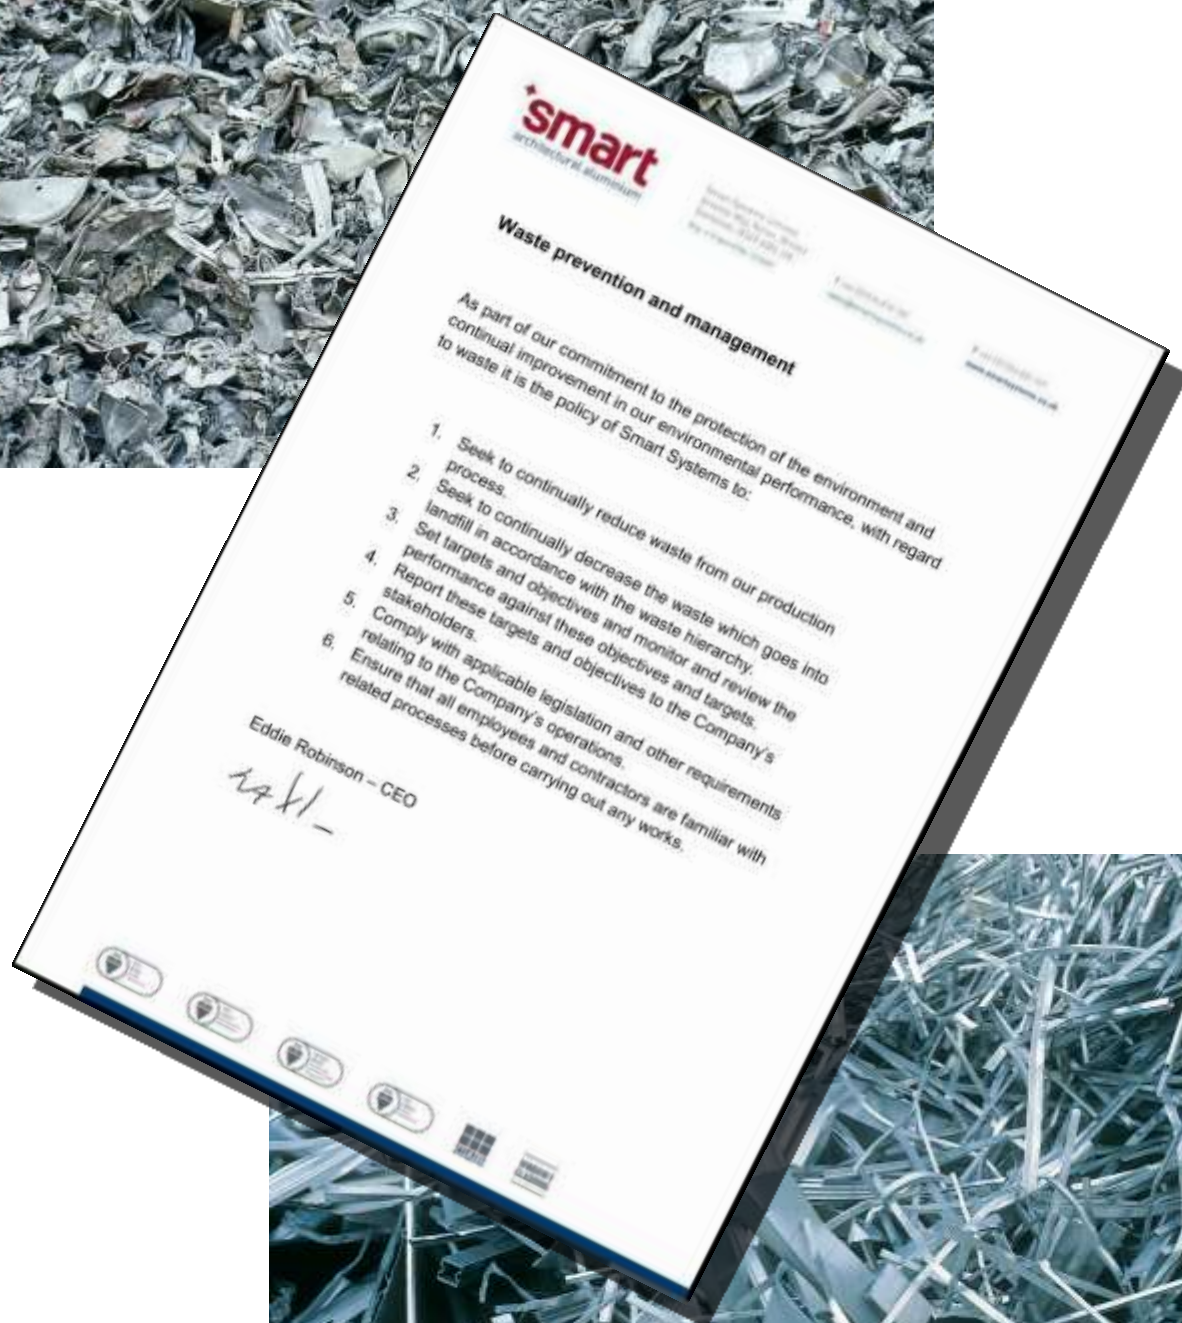 smart
architectural aluminium
Waste prevention and management
As part of our commitment to the protection of the environment and
continual improvement in our environmental performance, with regard
to waste it is the policy of Smart Systems to:
1. Seek to continually reduce waste from our production
process.
2. Seek to continually decrease the waste which goes into
landfill in accordance with the waste hierarchy.
3. Set targets and objectives and monitor and review the
performance against these objectives and targets.
4. Report these targets and objectives to the Company's
stakeholders.
5. Comply with applicable legislation and other requirements
relating to the Company's operations.
6. Ensure that all employees and contractors are familiar with
related processes before carrying out any works.
Eddie Robinson – CEO